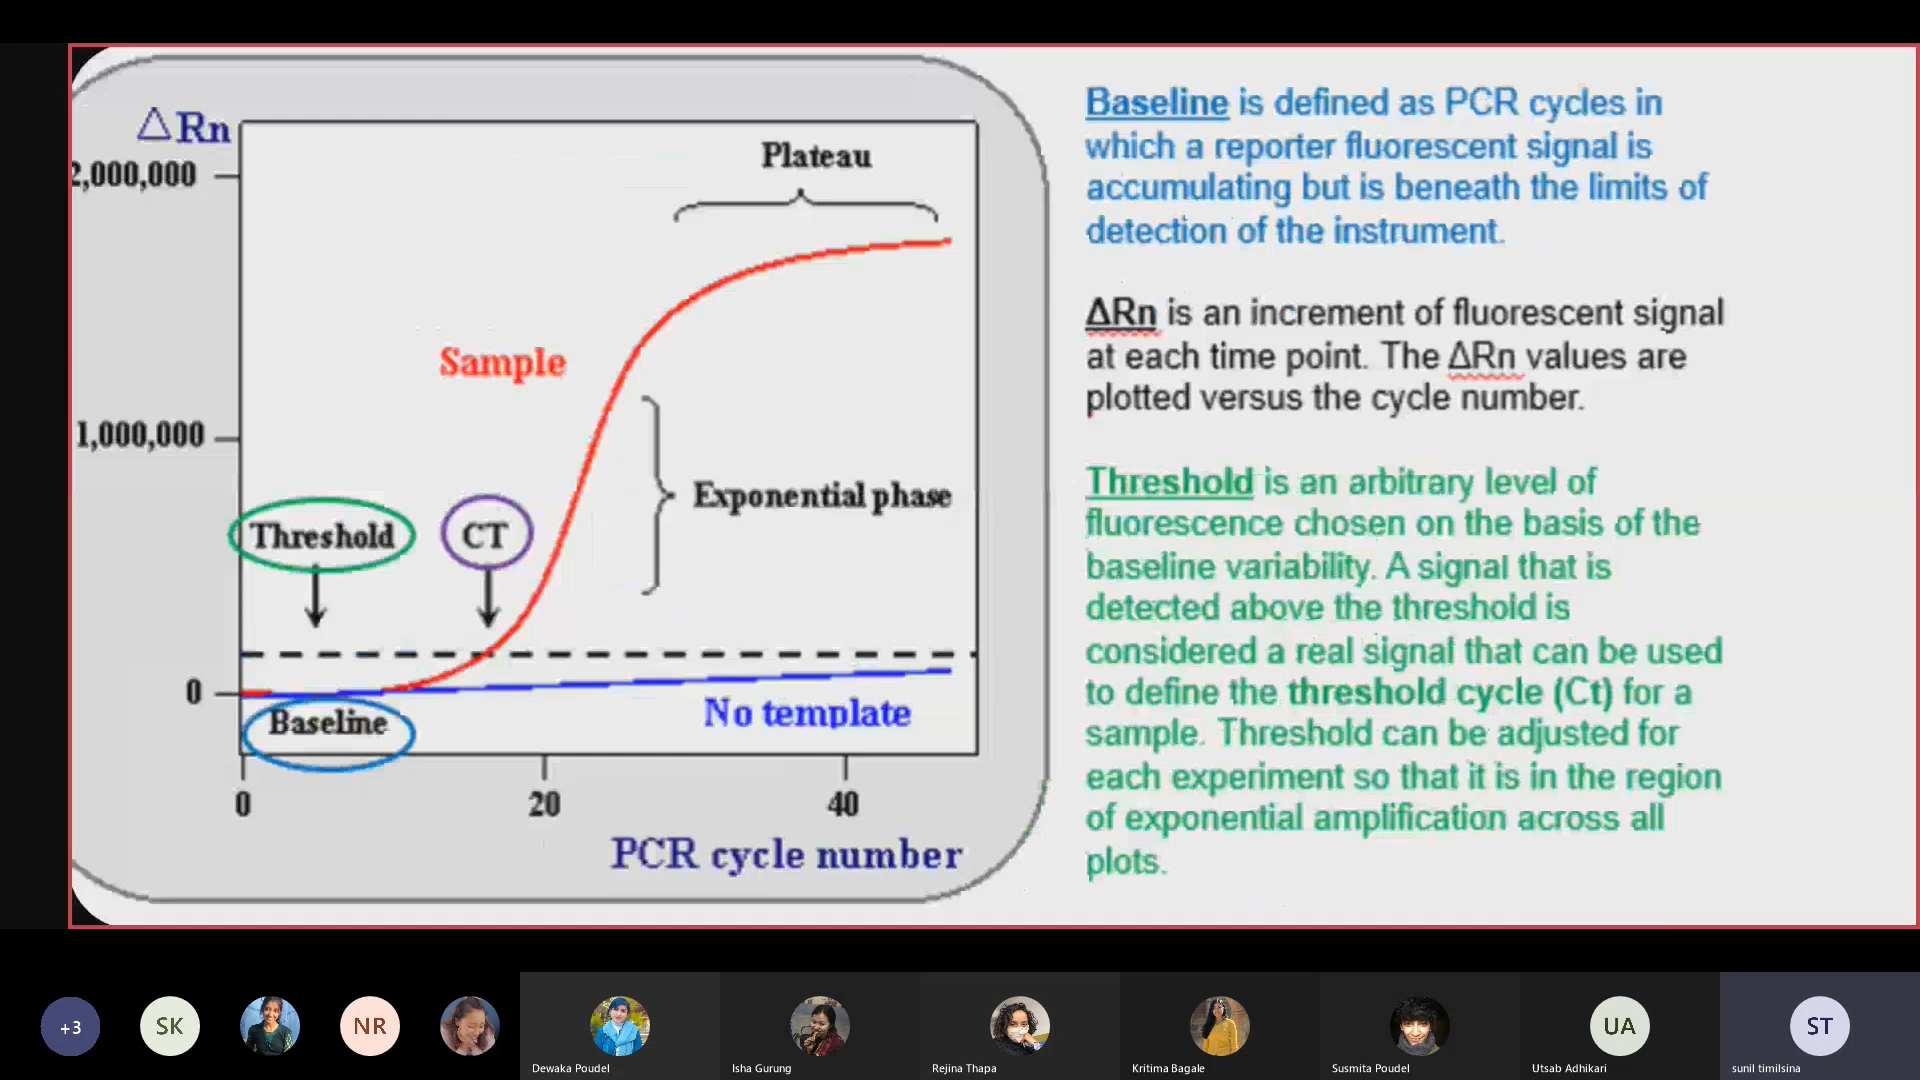 △Rn
2,000,000
1,000,000
0
Plateau
Sample
Exponential phase
Threshold
CT
Baseline
No template
0 20 40
PCR cycle number
Baseline is defined as PCR cycles in
which a reporter fluorescent signal is
accumulating but is beneath the limits of
detection of the instrument.
ΔRn is an increment of fluorescent signal
at each time point. The ΔRn values are
plotted versus the cycle number.
Threshold is an arbitrary level of
fluorescence chosen on the basis of the
baseline variability. A signal that is
detected above the threshold is
considered a real signal that can be used
to define the threshold cycle (Ct) for a
sample. Threshold can be adjusted for
each experiment so that it is in the region
of exponential amplification across all
plots.
+3
SK
NR
UA
ST
Dewaka Poudel
Isha Gurung
Rejina Thapa
Kritima Bagale
Susmita Poudel
Utsab Adhikari
sunil timilsina